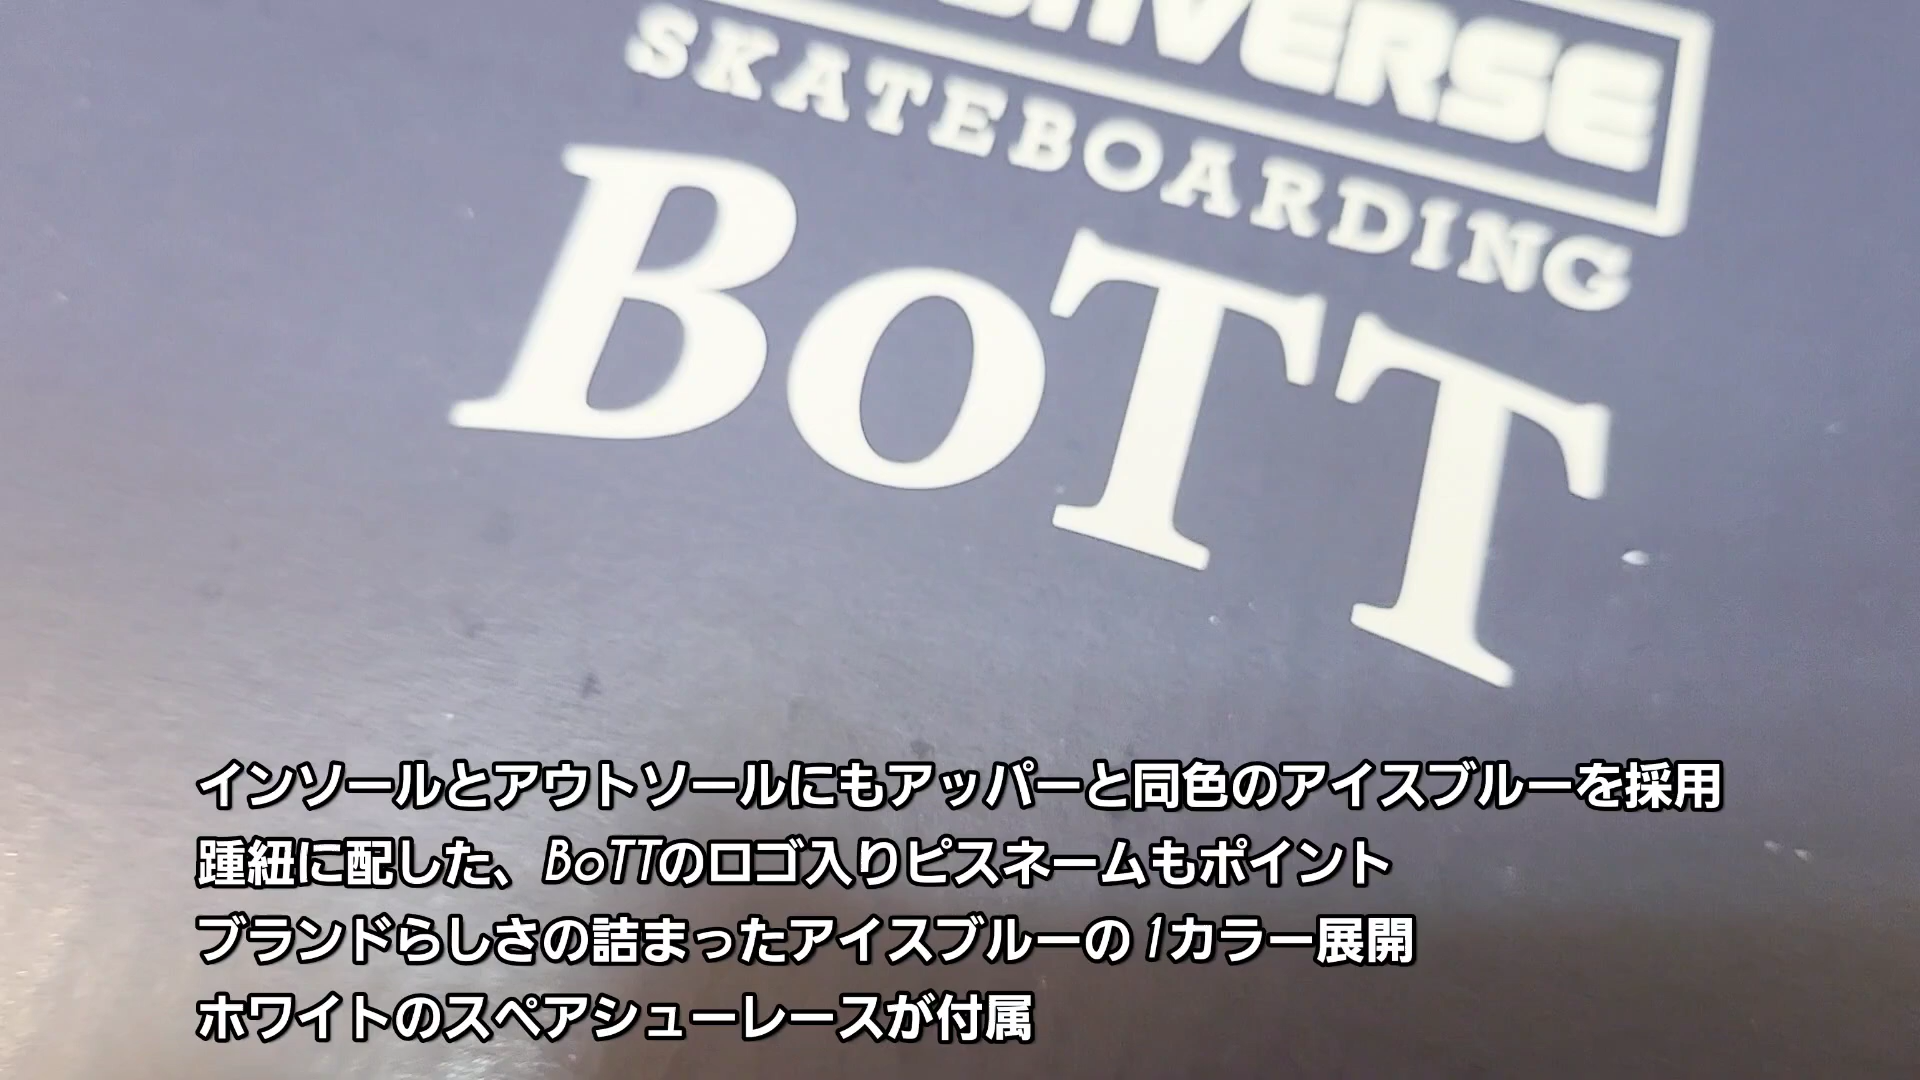 SKATEBOARDING
BoTT
インソールとアウトソールにもアッパーと同色のアイスブルーを採用
踵紐に配した、BoTTのロゴ入りピスネームもポイント
ブランドらしさの詰まったアイスブルーの1カラー展開
ホワイトのスペアシューレースが付属